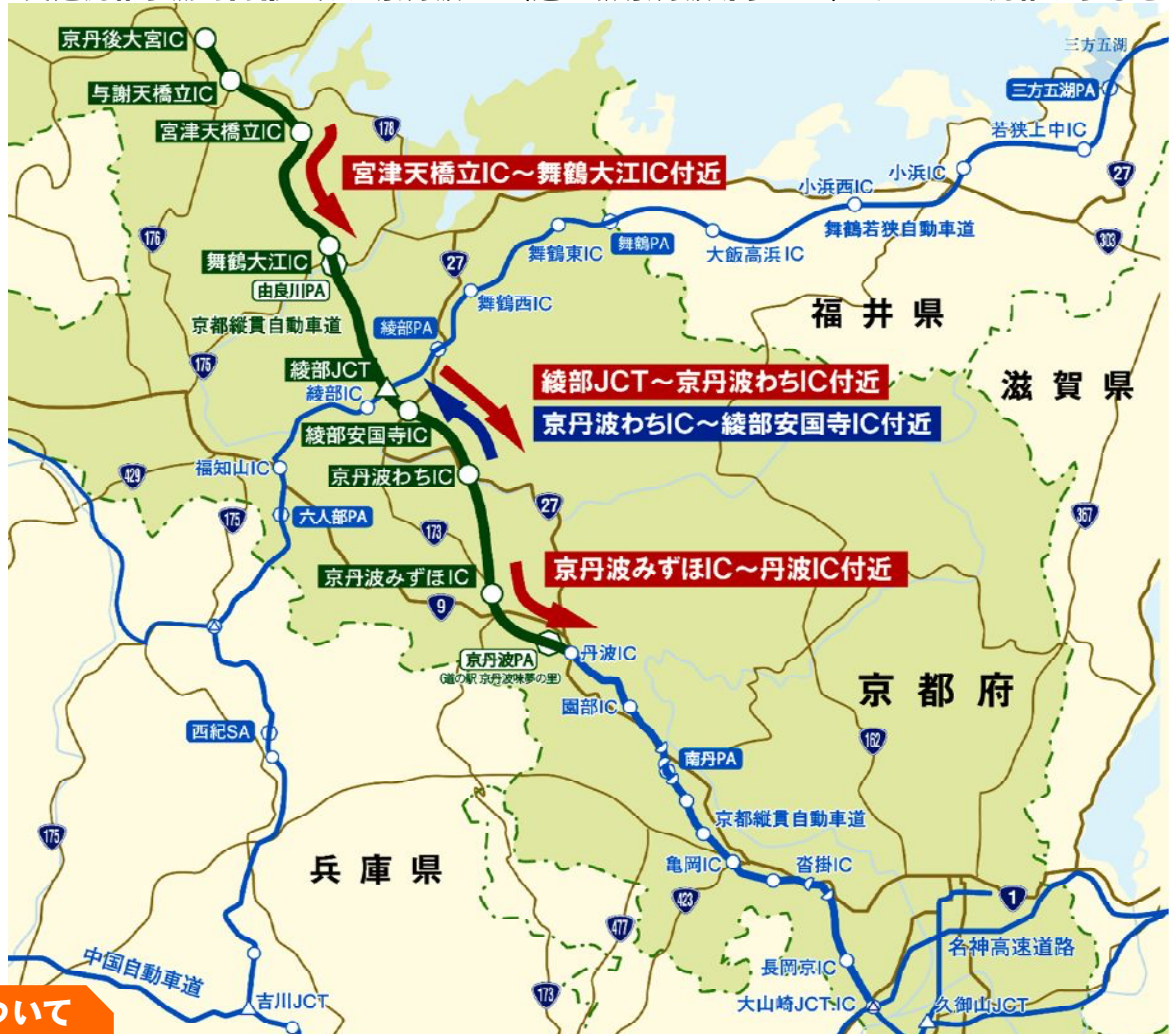 京丹後大宮IC
三方五湖
与謝天橋立IC
三方五湖PA
宮津天橋立IC
178
若狭上中IC
宮津天橋立IC～舞鶴大江IC付近
小浜IC
27
小浜西IC
176
舞鶴若狭自動車道
303
舞鶴大江IC
27
舞鶴東IC
舞鶴PA
大飯高浜IC
由良川PA
舞鶴西IC
福井県
京都縦貫自動車道
綾部PA
175
綾部JCT
綾部JCT～京丹波わちIC付近
滋賀県
綾部IC
京丹波わちIC～綾部安国寺IC付近
綾部安国寺IC
福知山IC
429
京丹波わちIC
175
六人部PA
173
27
367
京丹波みずほIC～丹波IC付近
京丹波みずほIC
9
京丹波PA
(道の駅 京丹波味夢の里)
丹波IC
京都府
園部IC
西紀SA
162
南丹PA
175
京都縦貫自動車道
兵庫県
亀岡IC
沓掛IC
423
1
477
名神高速道路
中国自動車道
長岡京IC
173
吉川JCT
大山崎JCT.IC
久御山JCT
ついて